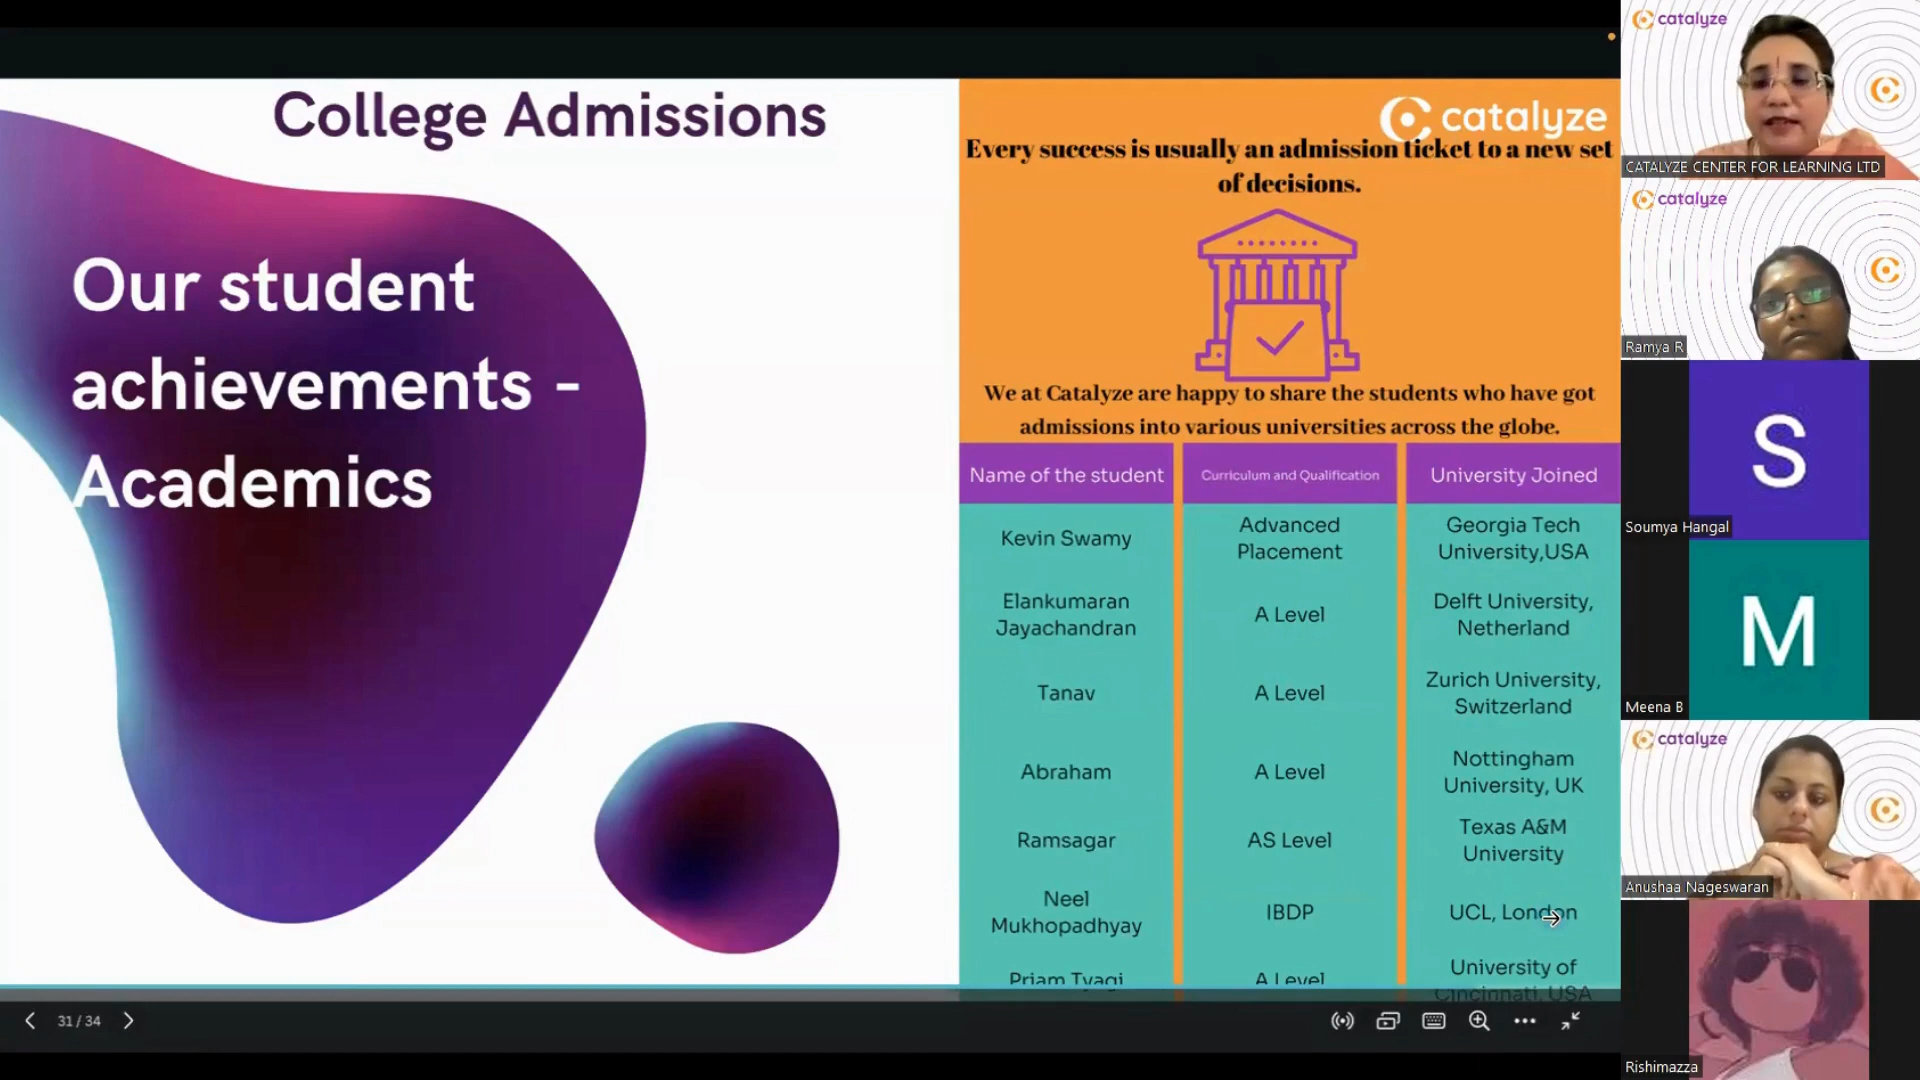 College Admissions
Our student
achievements -
Academics
catalyze
Every success is usually an admission ticket to a new set
of decisions.
We at Catalyze are happy to share the students who have got
admissions into various universities across the globe.
Name of the student
Curriculum and Qualification
University Joined
Kevin Swamy
Advanced
Placement
Georgia Tech
University,USA
Elankumaran
Jayachandran
A Level
Delft University,
Netherland
Tanav
A Level
Zurich University,
Switzerland
Abraham
A Level
Nottingham
University, UK
Ramsagar
AS Level
Texas A&M
University
Neel
Mukhopadhyay
IBDP
UCL, London
Priam Tyagi
A Level
University of
Cincinnati, USA
31 / 34
catalyze
CATALYZE CENTER FOR LEARNING LTD
catalyze
Ramya R
S
Soumya Hangal
M
Meena B
catalyze
Anushaa Nageswaran
Rishimazza